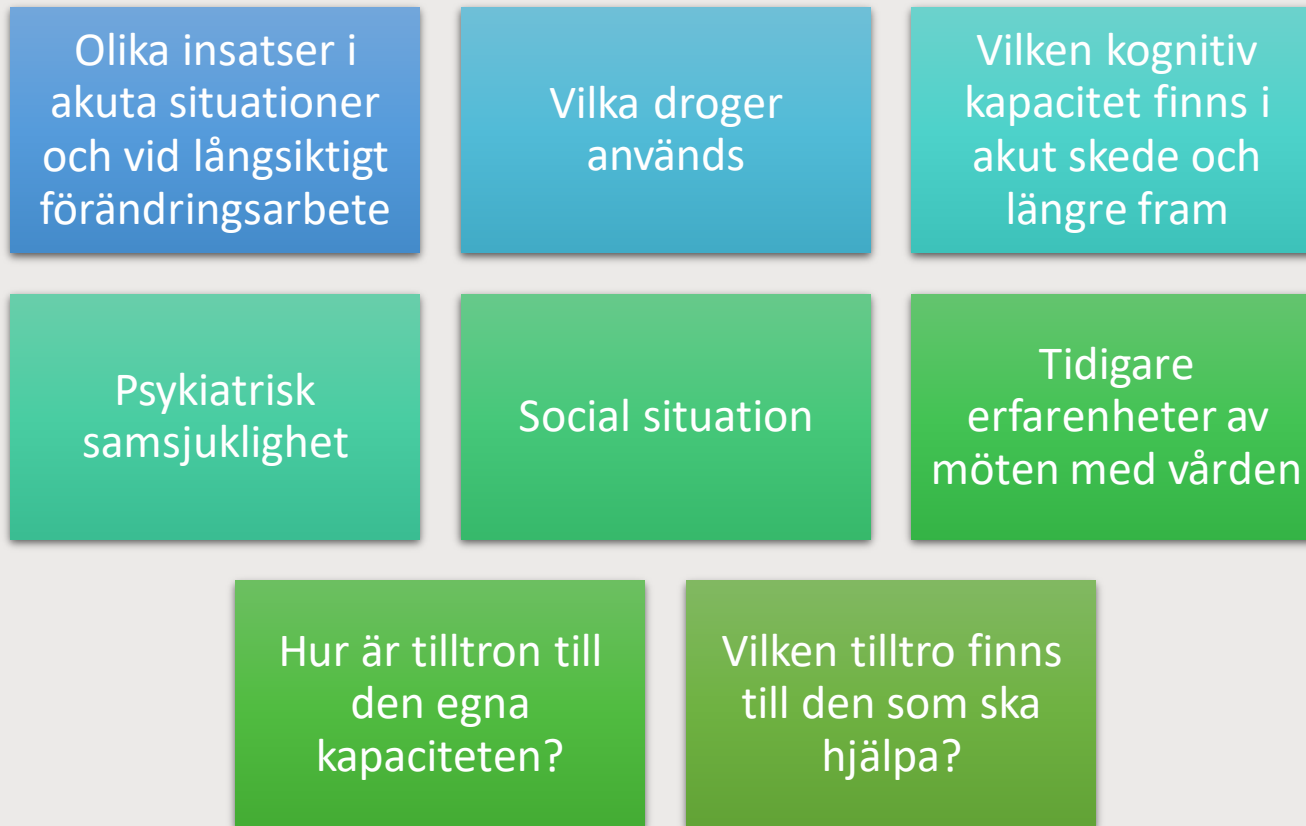 Olika insatser i
akuta situationer
och vid långsiktigt
förändringsarbete
Vilka droger
används
Vilken kognitiv
kapacitet finns i
akut skede och
längre fram
Psykiatrisk
samsjuklighet
Social situation
Tidigare
erfarenheter av
möten med vården
Hur är tilltron till
den egna
kapaciteten?
Vilken tilltro finns
till den som ska
hjälpa?